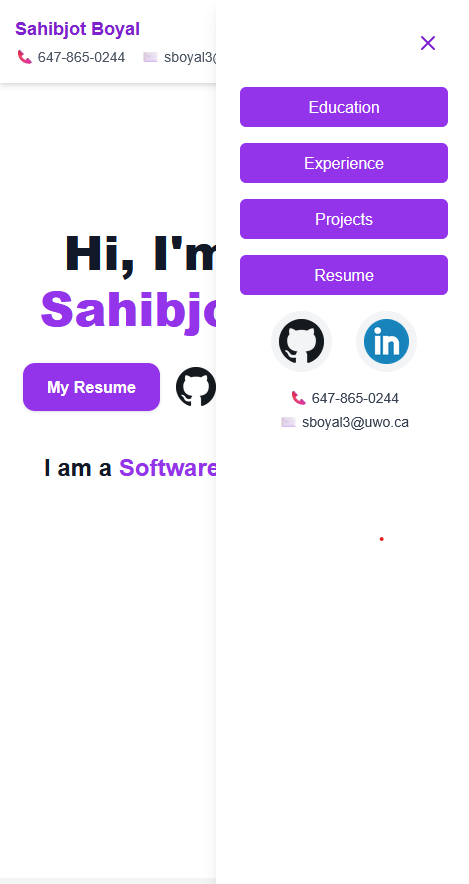 Sahibjot Boyal
647-865-0244
sboyal3@
Education
Experience
Projects
Resume
in
647-865-0244
sboyal3@uwo.ca
Hi, I'm
Sahibjo
My Resume
I am a Software